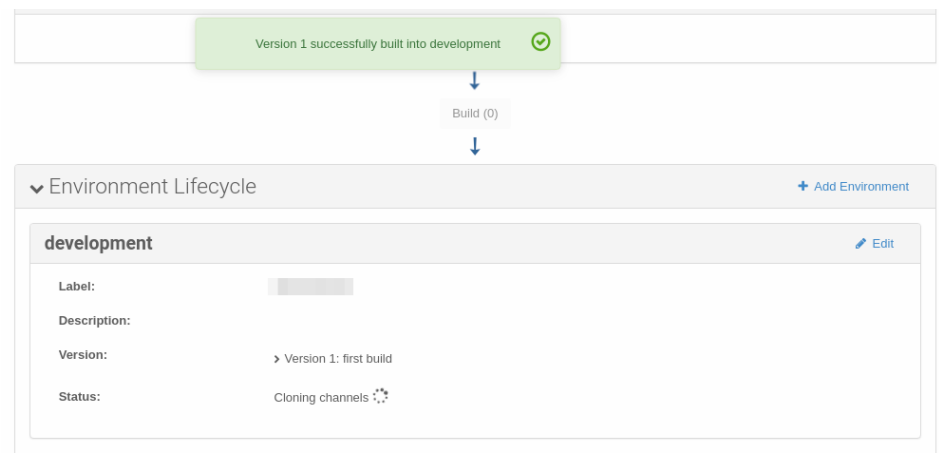 Version 1 successfully built into development
Build (0)
Environment Lifecycle
Add Environment
development
Edit
Label:
Description:
Version:
Version 1: first build
Status:
Cloning channels